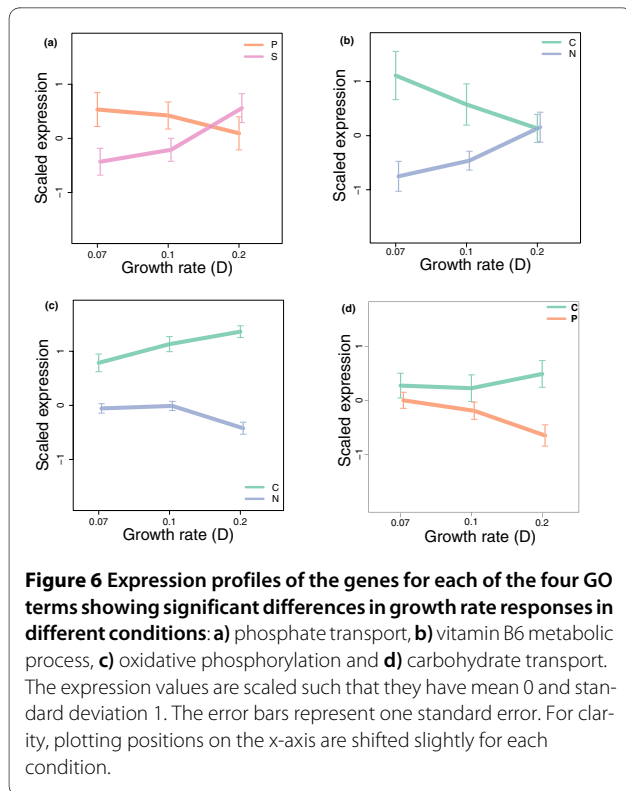 (a)
P
S
Scaled expression
1
0
−1
0.07 0.1 0.2
Growth rate (D)
(b)
C
N
Scaled expression
1
0
−1
0.07 0.1 0.2
Growth rate (D)
(c)
Scaled expression
1
0
−1
C
N
0.07 0.1 0.2
Growth rate (D)
(d)
C
P
Scaled expression
1
0
−1
0.07 0.1 0.2
Growth rate (D)
Figure 6 Expression profiles of the genes for each of the four GO
terms showing significant differences in growth rate responses in
different conditions: a) phosphate transport, b) vitamin B6 metabolic
process, c) oxidative phosphorylation and d) carbohydrate transport.
The expression values are scaled such that they have mean 0 and stan-
dard deviation 1. The error bars represent one standard error. For clar-
ity, plotting positions on the x-axis are shifted slightly for each
condition.